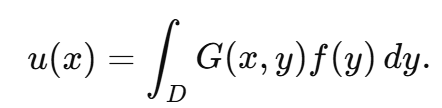 u(x) = ∫_D G(x, y) f(y) dy.